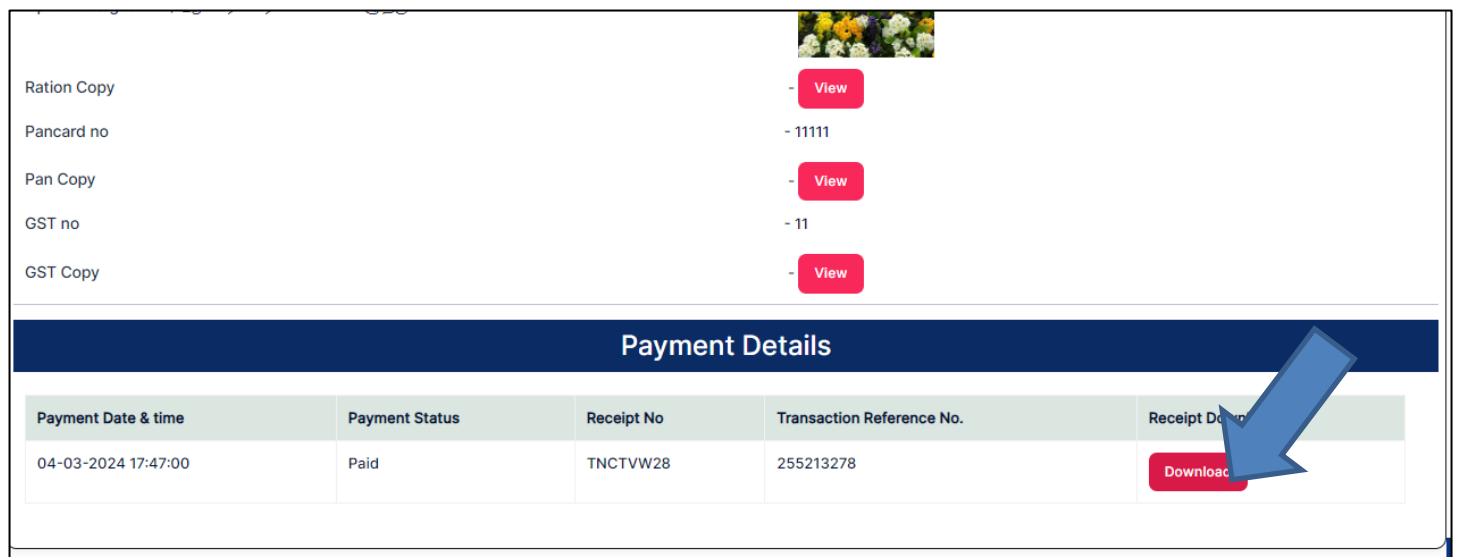 Ration Copy - View
Pancard no - 11111
Pan Copy - View
GST no - 11
GST Copy - View
Payment Details
Payment Date & time Payment Status Receipt No Transaction Reference No. Receipt
04-03-2024 17:47:00 Paid TNCTVW28 255213278 Download